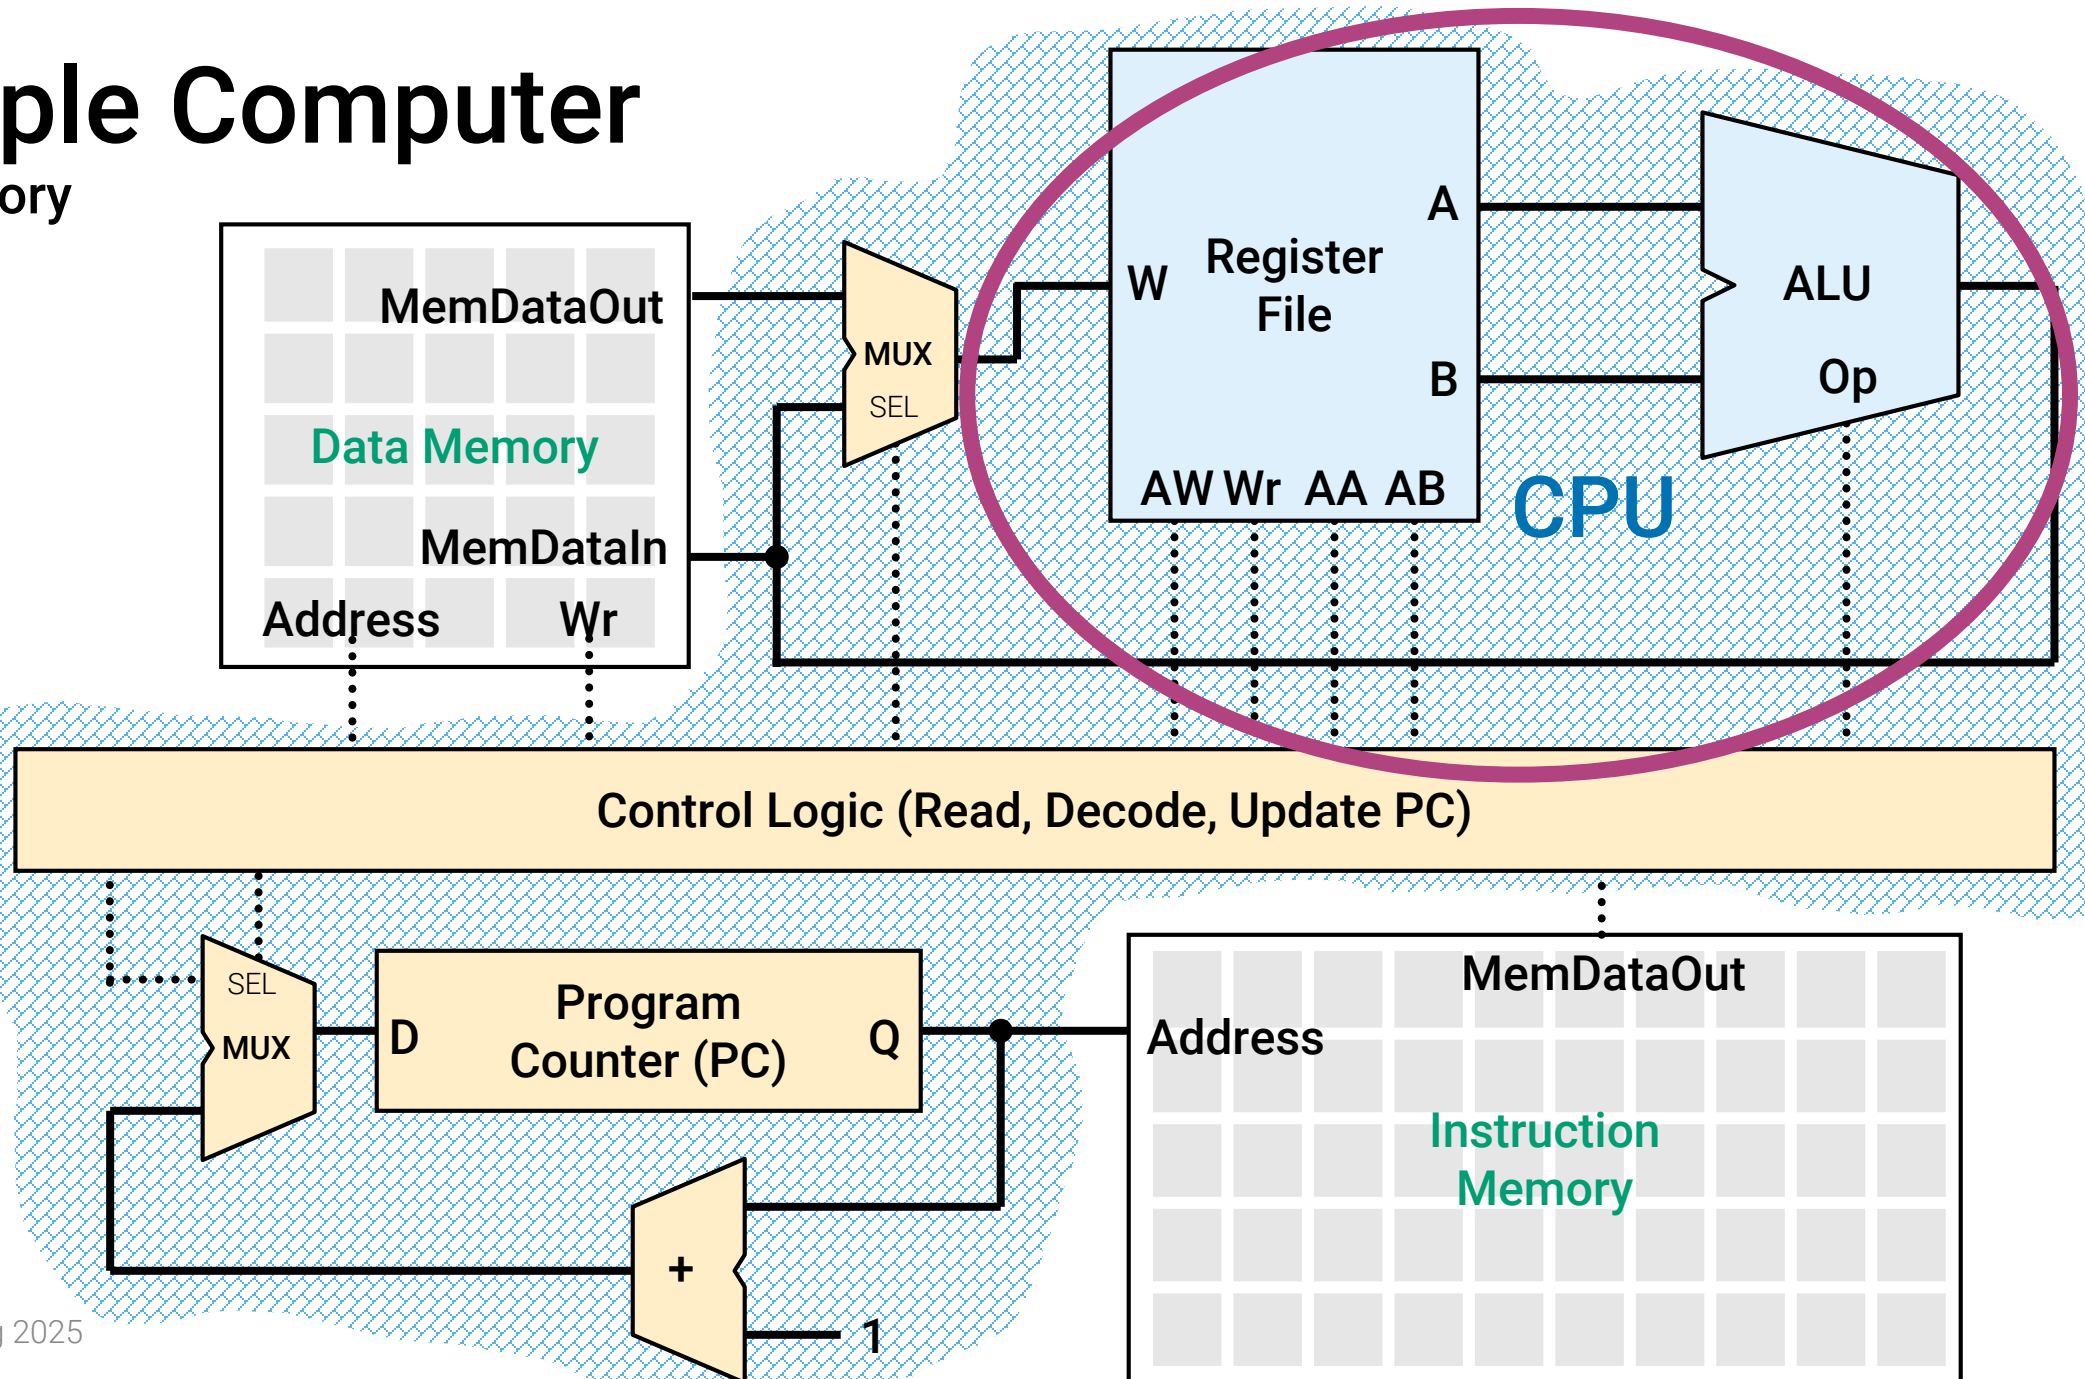 ple Computer
ory
MemDataOut
Data Memory
MemDataIn
Address
Wr
MUX
SEL
W
Register
File
A
B
AW Wr AA AB
ALU
Op
CPU
Control Logic (Read, Decode, Update PC)
SEL
MUX
D
Program
Counter (PC)
Q
+
1
MemDataOut
Address
Instruction
Memory
g 2025